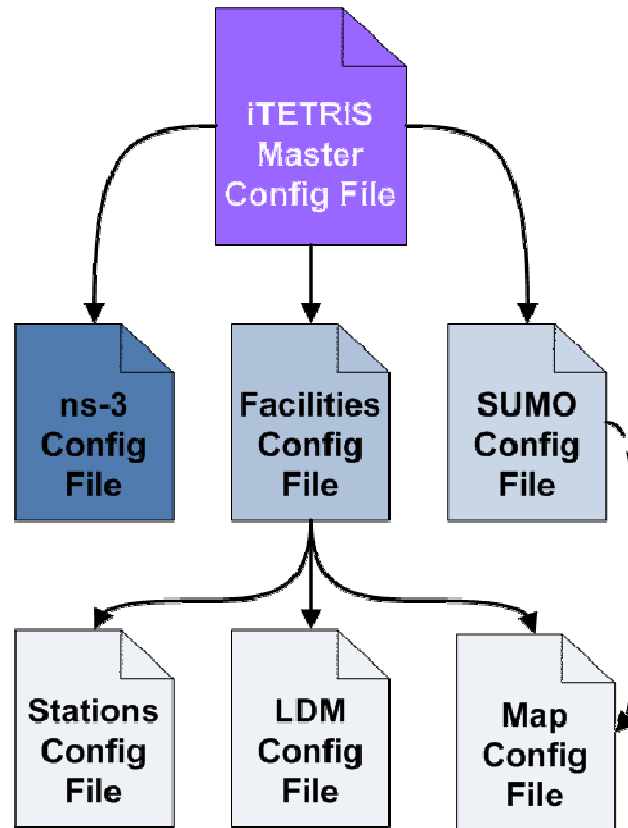 iTETRIS
Master
Config File
ns-3
Config
File
Facilities
Config
File
SUMO
Config
File
Stations
Config
File
LDM
Config
File
Map
Config
File